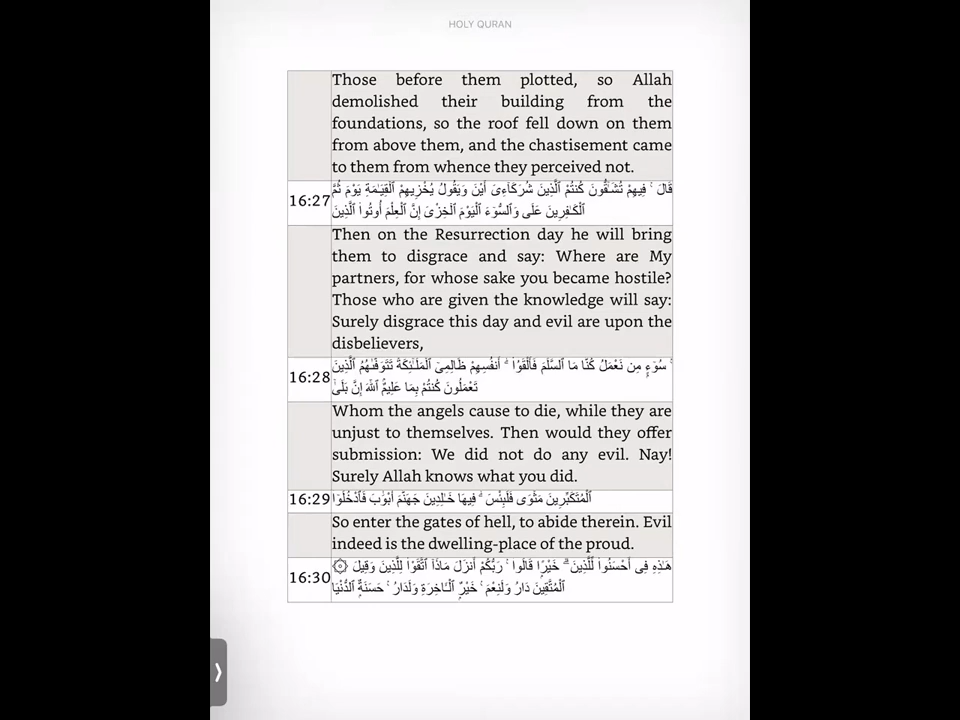 HOLY QURAN
Those before them plotted, so Allah
demolished their building from the
foundations, so the roof fell down on them
from above them, and the chastisement came
to them from whence they perceived not.
16:27
قَالَ ۚ فِيهِمْ تُشَـٰٓقُّونَ كُنتُمْ ٱلَّذِينَ شُرَكَآءِىَ أَيْنَ وَيَقُولُ يُخْزِيهِمْ ٱلْقِيَـٰمَةِ يَوْمَ ثُمَّ
ٱلْكَـٰفِرِينَ عَلَى وَٱلسُّوٓءَ ٱلْيَوْمَ ٱلْخِزْىَ إِنَّ ٱلْعِلْمَ أُوتُوا۟ ٱلَّذِينَ
Then on the Resurrection day he will bring
them to disgrace and say: Where are My
partners, for whose sake you became hostile?
Those who are given the knowledge will say:
Surely disgrace this day and evil are upon the
disbelievers,
16:28
ۚ سُوٓءٍۭ مِن نَعْمَلُ كُنَّا مَا ٱلسَّلَمَ فَأَلْقَوُا۟ ۖ أَنفُسِهِمْ ظَالِمِىٓ ٱلْمَلَـٰٓئِكَةُ تَتَوَفَّىٰهُمُ ٱلَّذِينَ
تَعْمَلُونَ كُنتُمْ بِمَا عَلِيمٌۢ ٱللَّهَ إِنَّ بَلَىٰٓ
Whom the angels cause to die, while they are
unjust to themselves. Then would they offer
submission: We did not do any evil. Nay!
Surely Allah knows what you did.
16:29
ٱلْمُتَكَبِّرِينَ مَثْوَى فَلَبِئْسَ ۖ فِيهَا خَـٰلِدِينَ جَهَنَّمَ أَبْوَٰبَ فَٱدْخُلُوٓا۟
So enter the gates of hell, to abide therein. Evil
indeed is the dwelling-place of the proud.
16:30
هَـٰذِهِ فِى أَحْسَنُوا۟ لِّلَّذِينَ ۗ خَيْرًا قَالُوا۟ ۚ رَبُّكُمْ أَنزَلَ مَاذَآ ٱتَّقَوْا۟ لِلَّذِينَ وَقِيلَ ۞
ٱلْمُتَّقِينَ دَارُ وَلَنِعْمَ ۚ خَيْرٌ ٱلْـَٔاخِرَةِ وَلَدَارُ ۚ حَسَنَةٌ ٱلدُّنْيَا